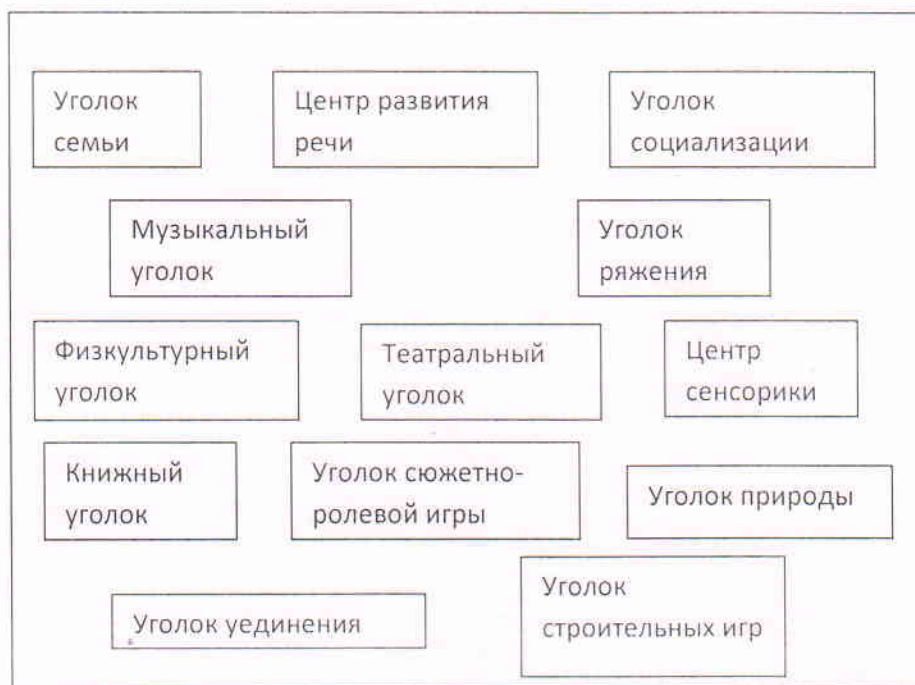 Уголок
семьи
Центр развития
речи
Уголок
социализации
Музыкальный
уголок
Уголок
ряжения
Физкультурный
уголок
Театральный
уголок
Центр
сенсорики
Книжный
уголок
Уголок сюжетно-
ролевой игры
Уголок природы
Уголок уединения
Уголок
строительных игр